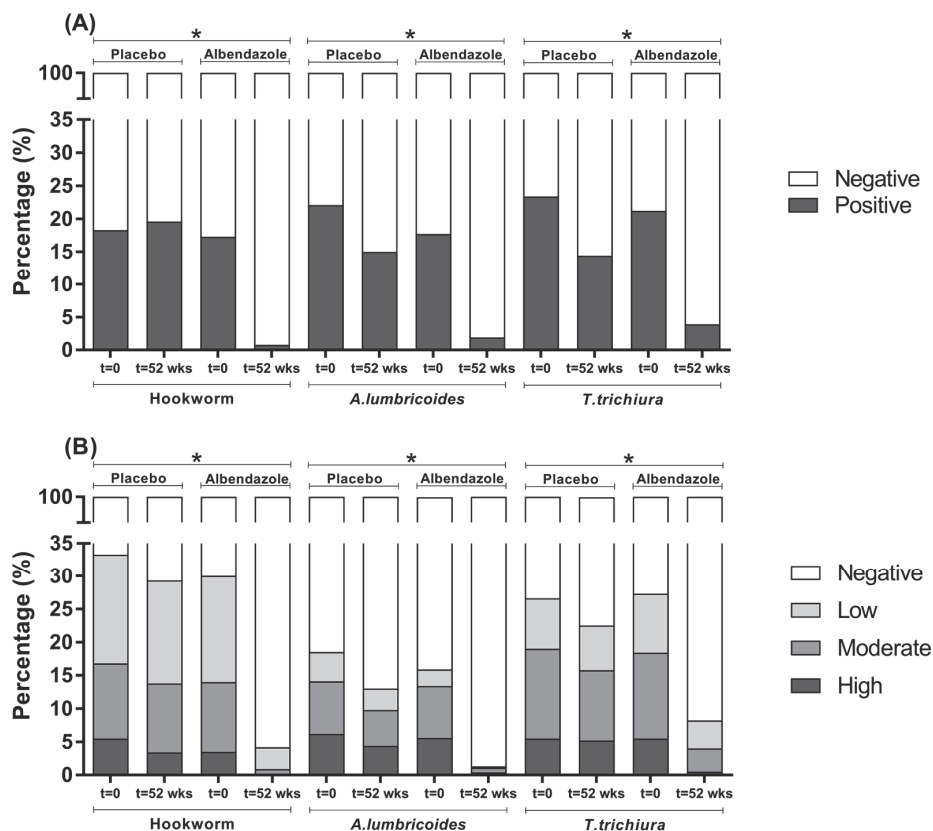 (A)
* * *
Placebo Albendazole Placebo Albendazole Placebo Albendazole
100
35
30
25
20
15
10
5
0
Percentage (%)
Negative
Positive
t=0 t=52 wks t=0 t=52 wks t=0 t=52 wks t=0 t=52 wks t=0 t=52 wks t=0 t=52 wks
Hookworm A.lumbricoides T.trichiura
(B)
* * *
Placebo Albendazole Placebo Albendazole Placebo Albendazole
100
35
30
25
20
15
10
5
0
Percentage (%)
Negative
Low
Moderate
High
t=0 t=52 wks t=0 t=52 wks t=0 t=52 wks t=0 t=52 wks t=0 t=52 wks t=0 t=52 wks
Hookworm A.lumbricoides T.trichiura